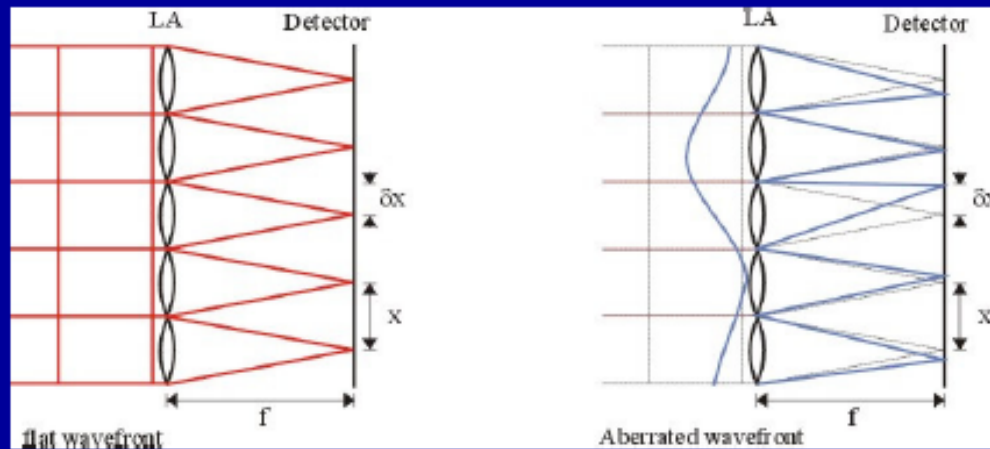 LA Detector
δx
x
f
flat wavefront
LA Detector
δx
x
f
Aberrated wavefront